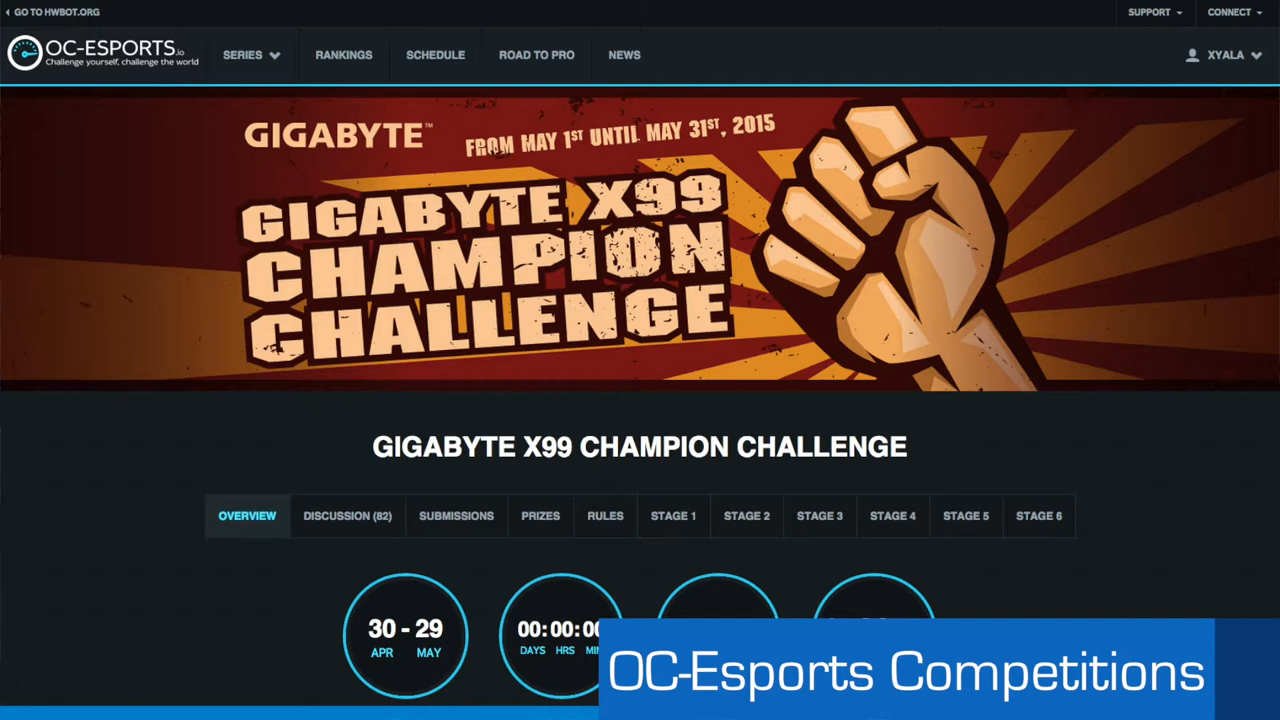 GO TO HWBOT.ORG
SUPPORT
CONNECT
OC-ESPORTS.io
Challenge yourself, challenge the world
SERIES
RANKINGS
SCHEDULE
ROAD TO PRO
NEWS
XYALA
GIGABYTE™
FROM MAY 1ST UNTIL MAY 31ST, 2015
GIGABYTE X99
CHAMPION
CHALLENGE
GIGABYTE X99 CHAMPION CHALLENGE
OVERVIEW
DISCUSSION (82)
SUBMISSIONS
PRIZES
RULES
STAGE 1
STAGE 2
STAGE 3
STAGE 4
STAGE 5
STAGE 6
30 - 29
APR MAY
00:00:00
DAYS HRS
OC-Esports Competitions